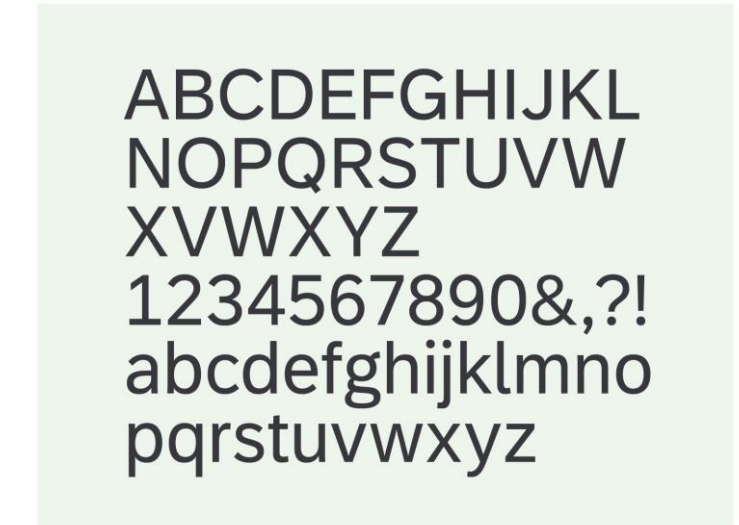 ABCDEFGHIJKL
NOPQRSTUVW
XVWXYZ
1234567890&,?!
abcdefghijklmno
pqrstuvwxyz